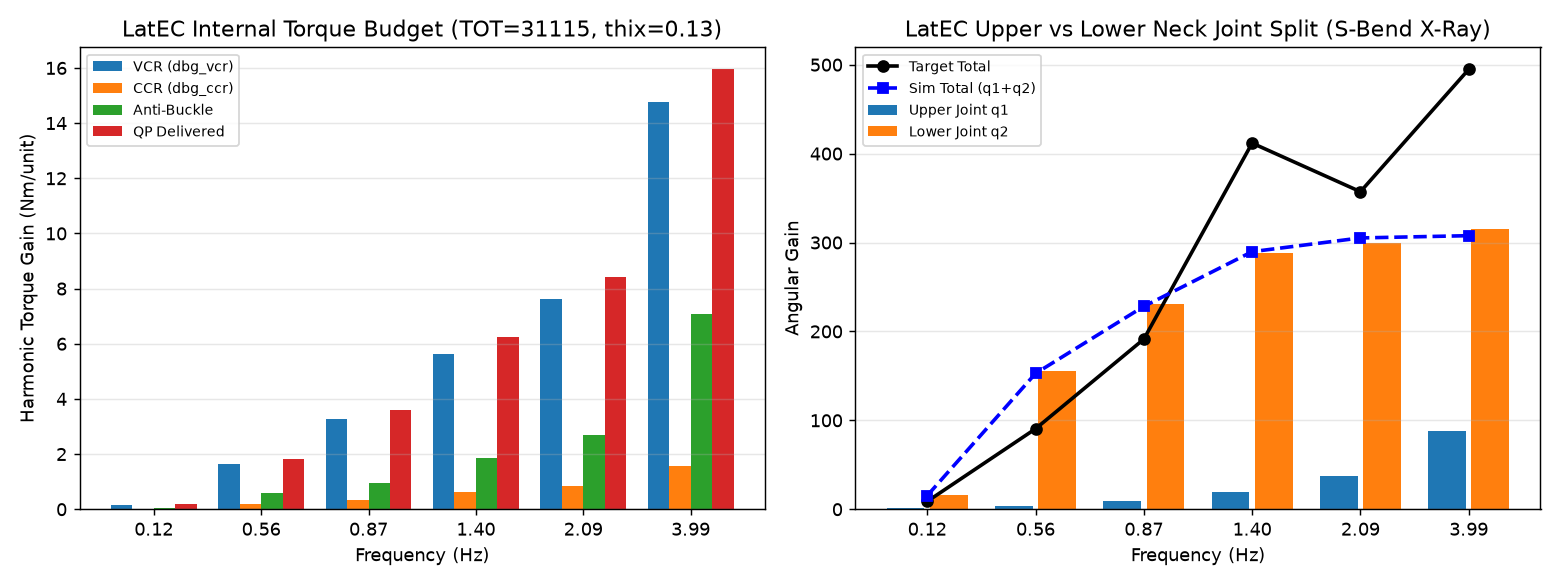 LatEC Internal Torque Budget (TOT=31115, thix=0.13)
Harmonic Torque Gain (Nm/unit)
16
14
12
10
8
6
4
2
0
VCR (dbg_vcr)
CCR (dbg_ccr)
Anti-Buckle
QP Delivered
0.12 0.56 0.87 1.40 2.09 3.99
Frequency (Hz)
LatEC Upper vs Lower Neck Joint Split (S-Bend X-Ray)
Angular Gain
500
400
300
200
100
0
Target Total
Sim Total (q1+q2)
Upper Joint q1
Lower Joint q2
0.12 0.56 0.87 1.40 2.09 3.99
Frequency (Hz)